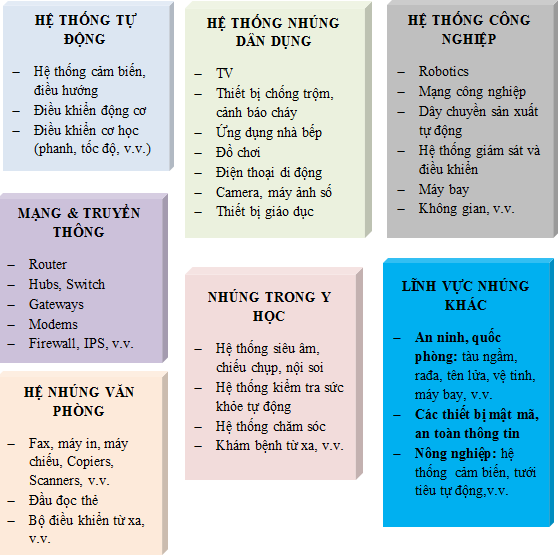 HỆ THỐNG TỰ
ĐỘNG
– Hệ thống cảm biến,
điều hướng
– Điều khiển động cơ
– Điều khiển cơ học
(phanh, tốc độ, v.v.)
HỆ THỐNG NHÚNG
DÂN DỤNG
– TV
– Thiết bị chống trộm,
cảnh báo cháy
– Ứng dụng nhà bếp
– Đồ chơi
– Điện thoại di động
– Camera, máy ảnh số
– Thiết bị giáo dục
HỆ THỐNG CÔNG
NGHIỆP
– Robotics
– Mạng công nghiệp
– Dây chuyền sản xuất
tự động
– Hệ thống giám sát và
điều khiển
– Máy bay
– Không gian, v.v.
MẠNG & TRUYỀN
THÔNG
– Router
– Hubs, Switch
– Gateways
– Modems
– Firewall, IPS, v.v.
NHÚNG TRONG Y
HỌC
– Hệ thống siêu âm,
chiếu chụp, nội soi
– Hệ thống kiểm tra sức
khỏe tự động
– Hệ thống chăm sóc
– Khám bệnh từ xa, v.v.
LĨNH VỰC NHÚNG
KHÁC
– An ninh, quốc
phòng: tàu ngầm,
rađa, tên lửa, vệ tinh,
máy bay, v.v.
– Các thiết bị mật mã,
an toàn thông tin
– Nông nghiệp: hệ
thống cảm biến, tưới
tiêu tự động,v.v.
HỆ NHÚNG VĂN
PHÒNG
– Fax, máy in, máy
chiếu, Copiers,
Scanners, v.v.
– Đầu đọc thẻ
– Bộ điều khiển từ xa,
v.v.